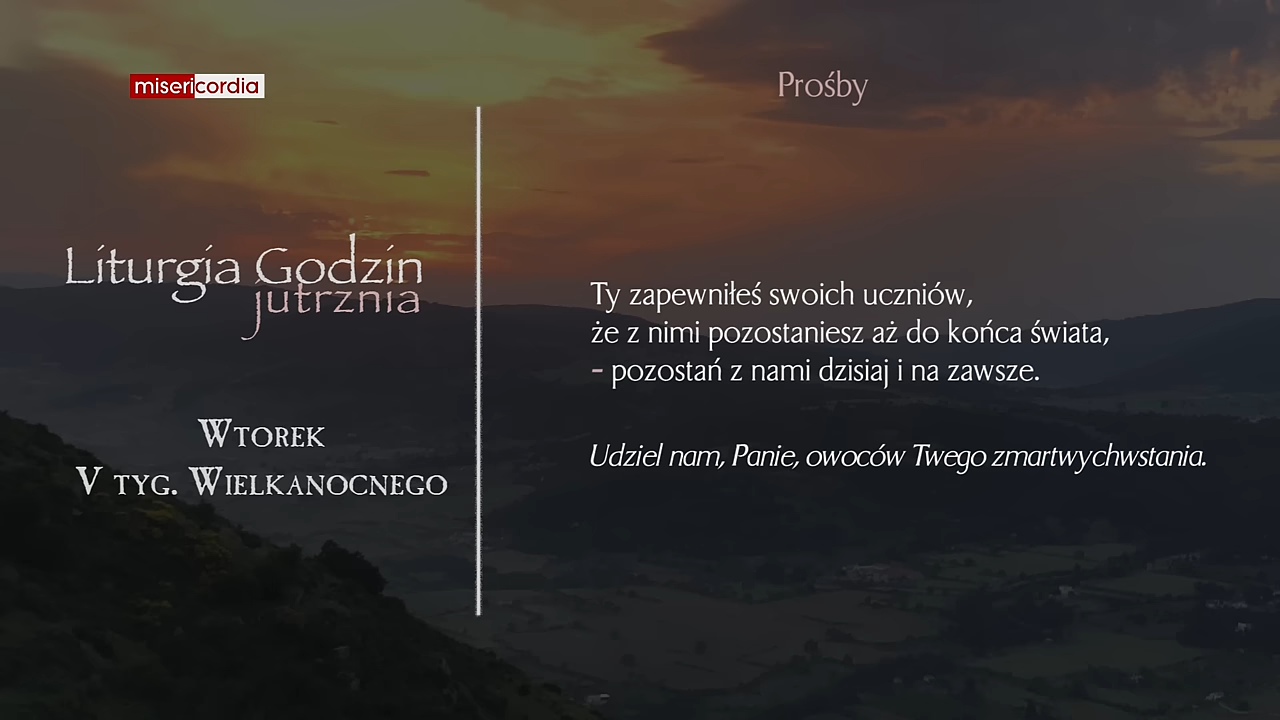 misericordia
Liturgia Godzin
jutrznia
Wtorek
V tyg. Wielkanocnego
Prośby
Ty zapewniłeś swoich uczniów,
że z nimi pozostaniesz aż do końca świata,
- pozostań z nami dzisiaj i na zawsze.
Udziel nam, Panie, owoców Twego zmartwychwstania.